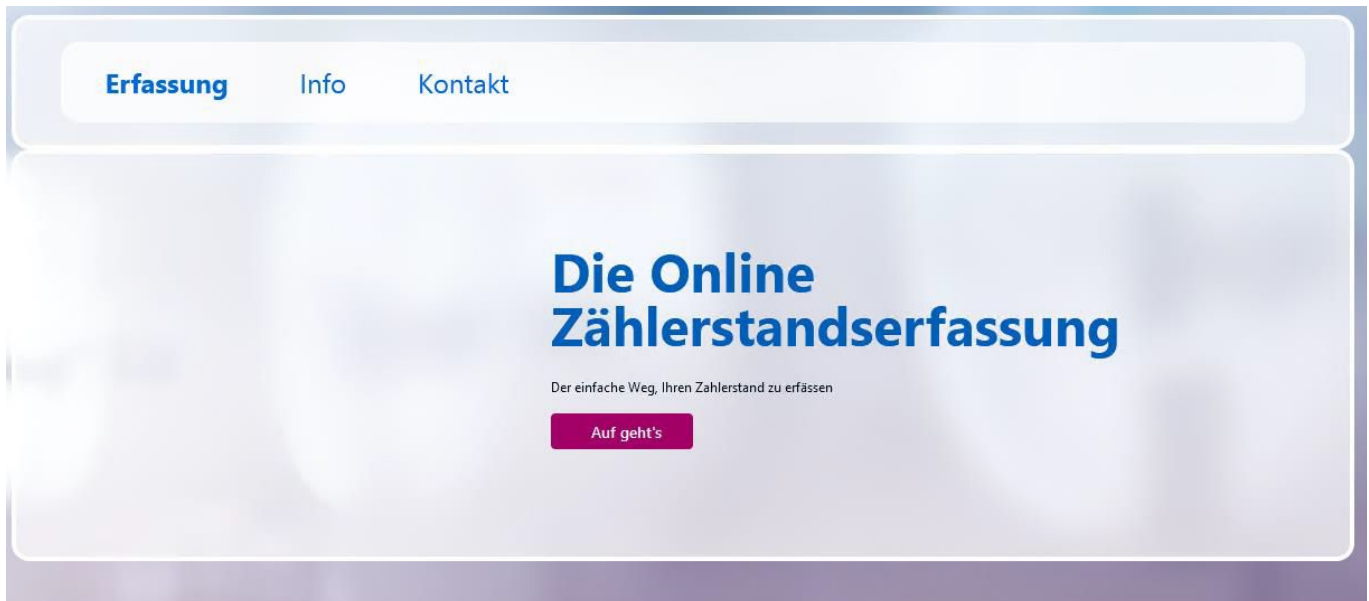 Erfassung Info Kontakt
Die Online
Zählerstandserfassung
Der einfache Weg, Ihren Zahlerstand zu erfässen
Auf geht's